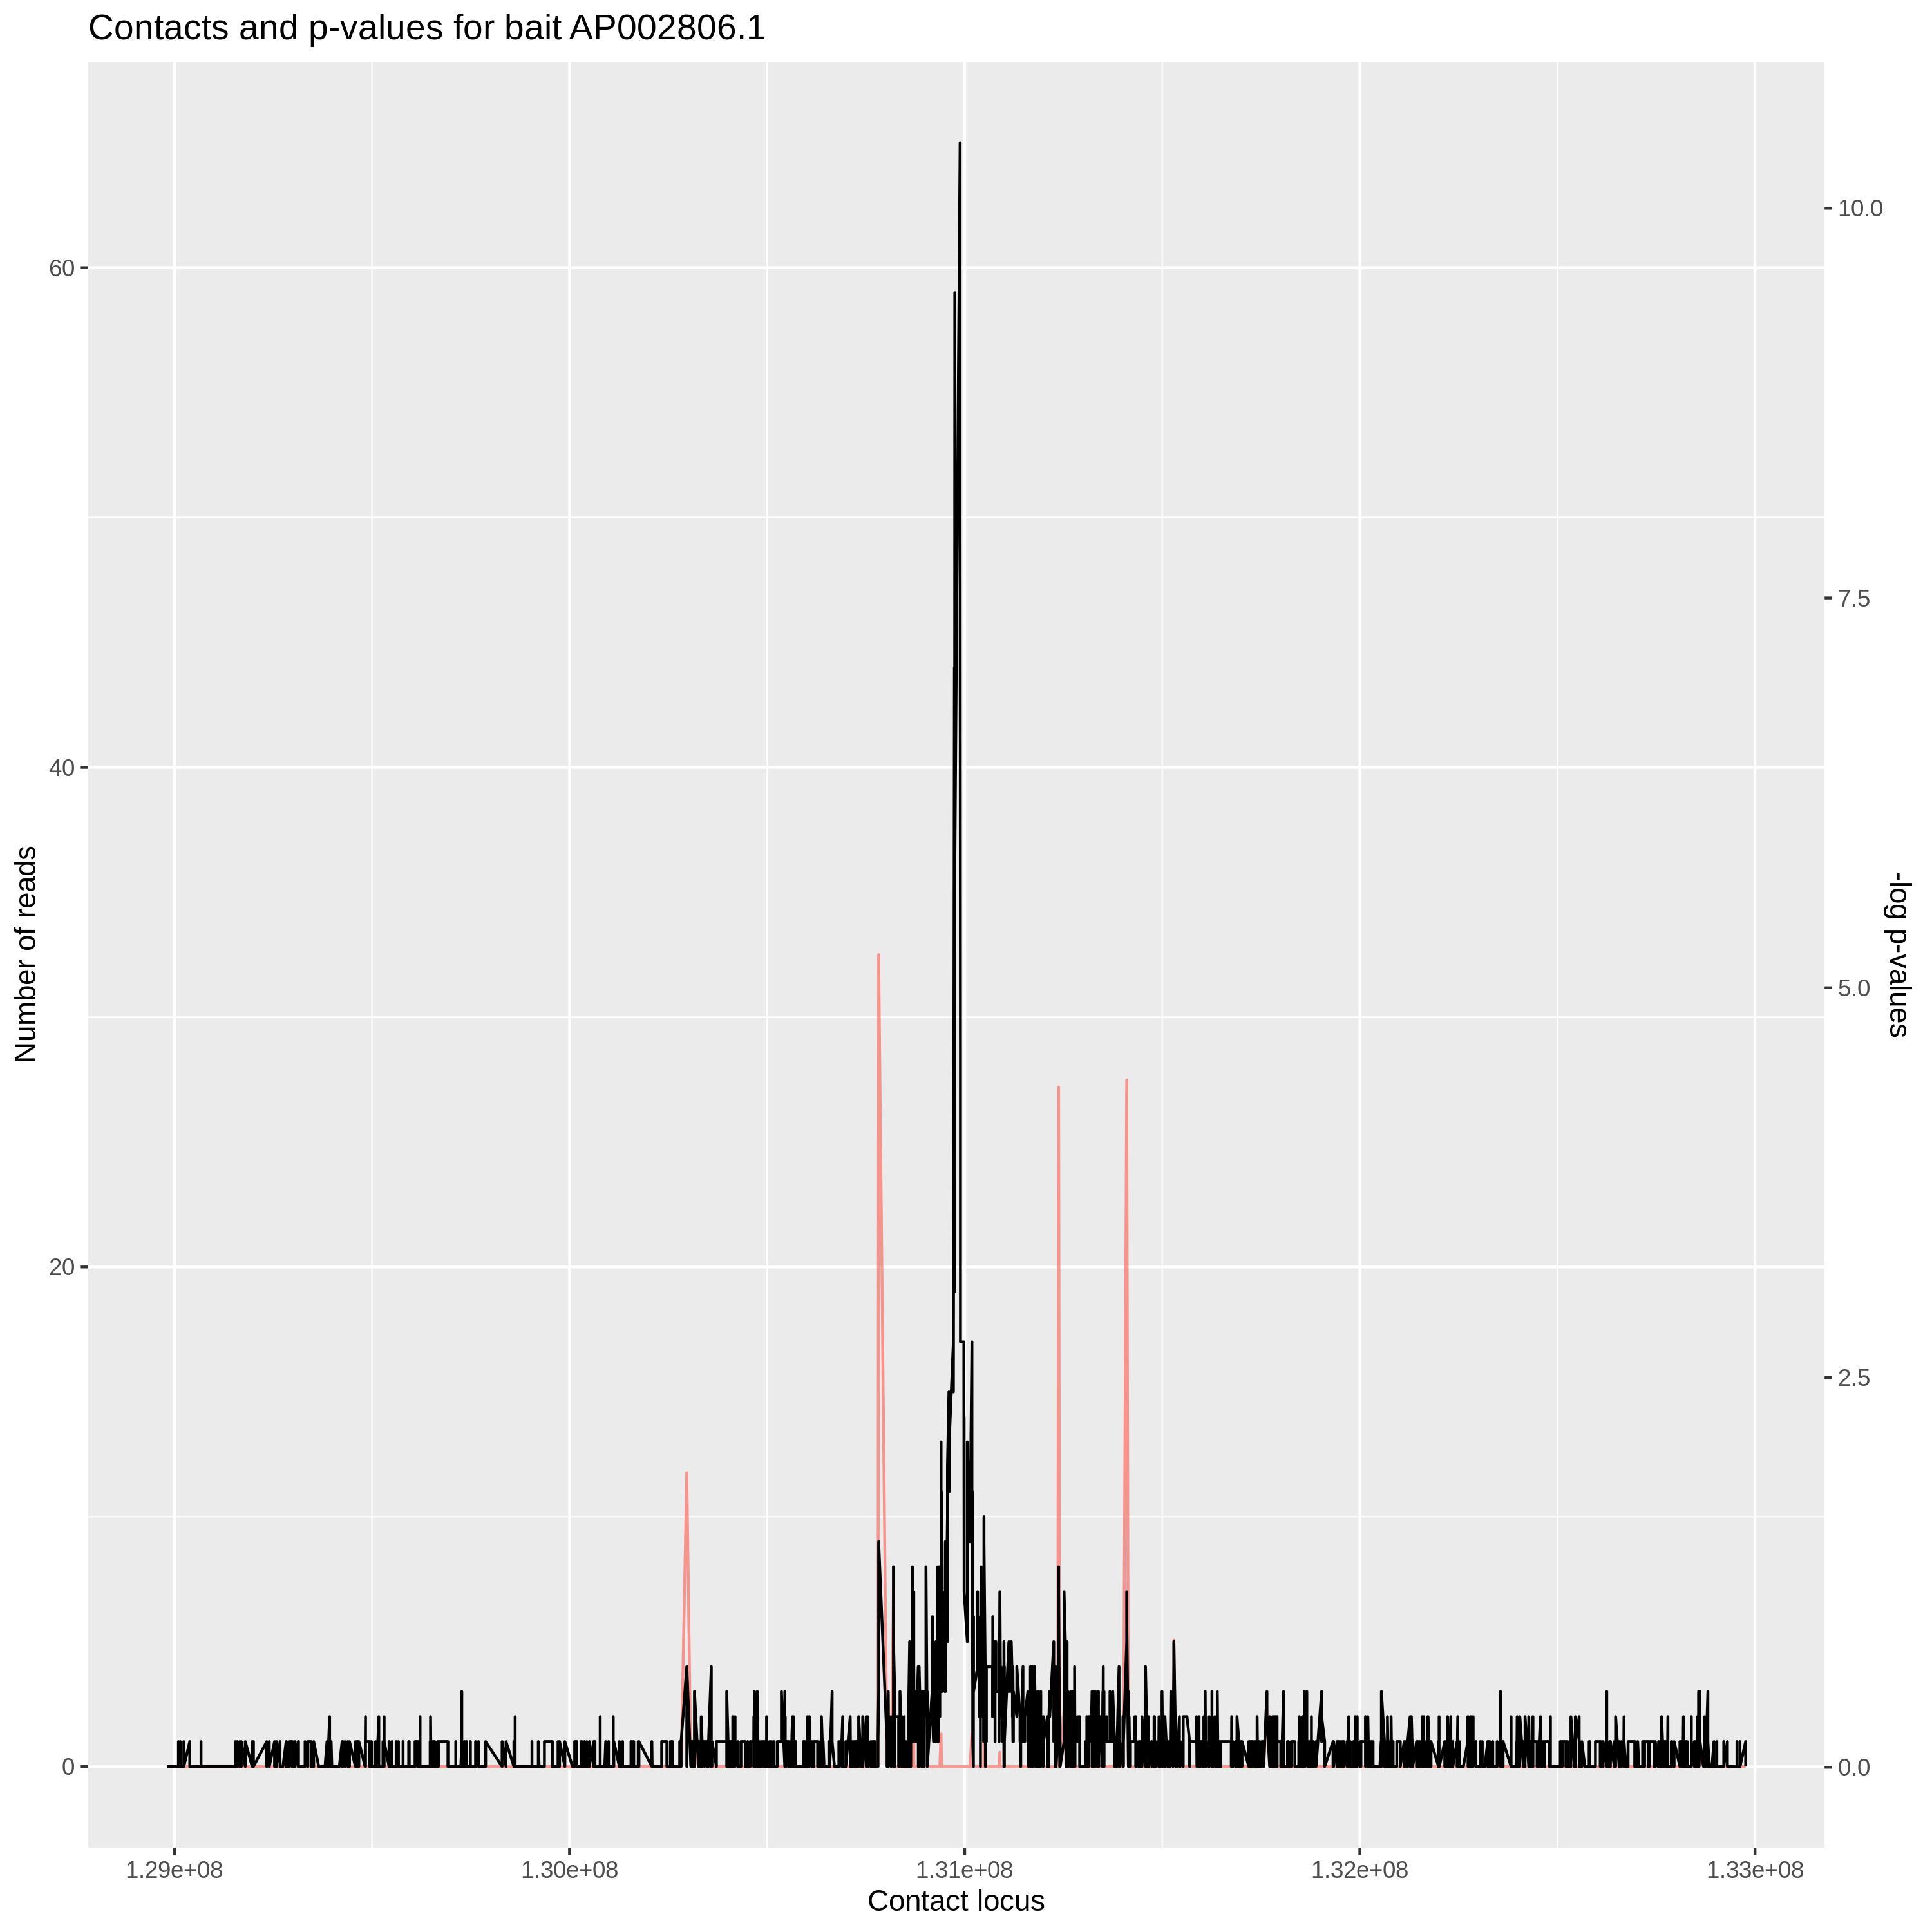 Contacts and p-values for bait AP002806.1
60
40
20
0
Number of reads
10.0
7.5
5.0
2.5
0.0
-log p-values
1.29e+08 1.30e+08 1.31e+08 1.32e+08 1.33e+08
Contact locus